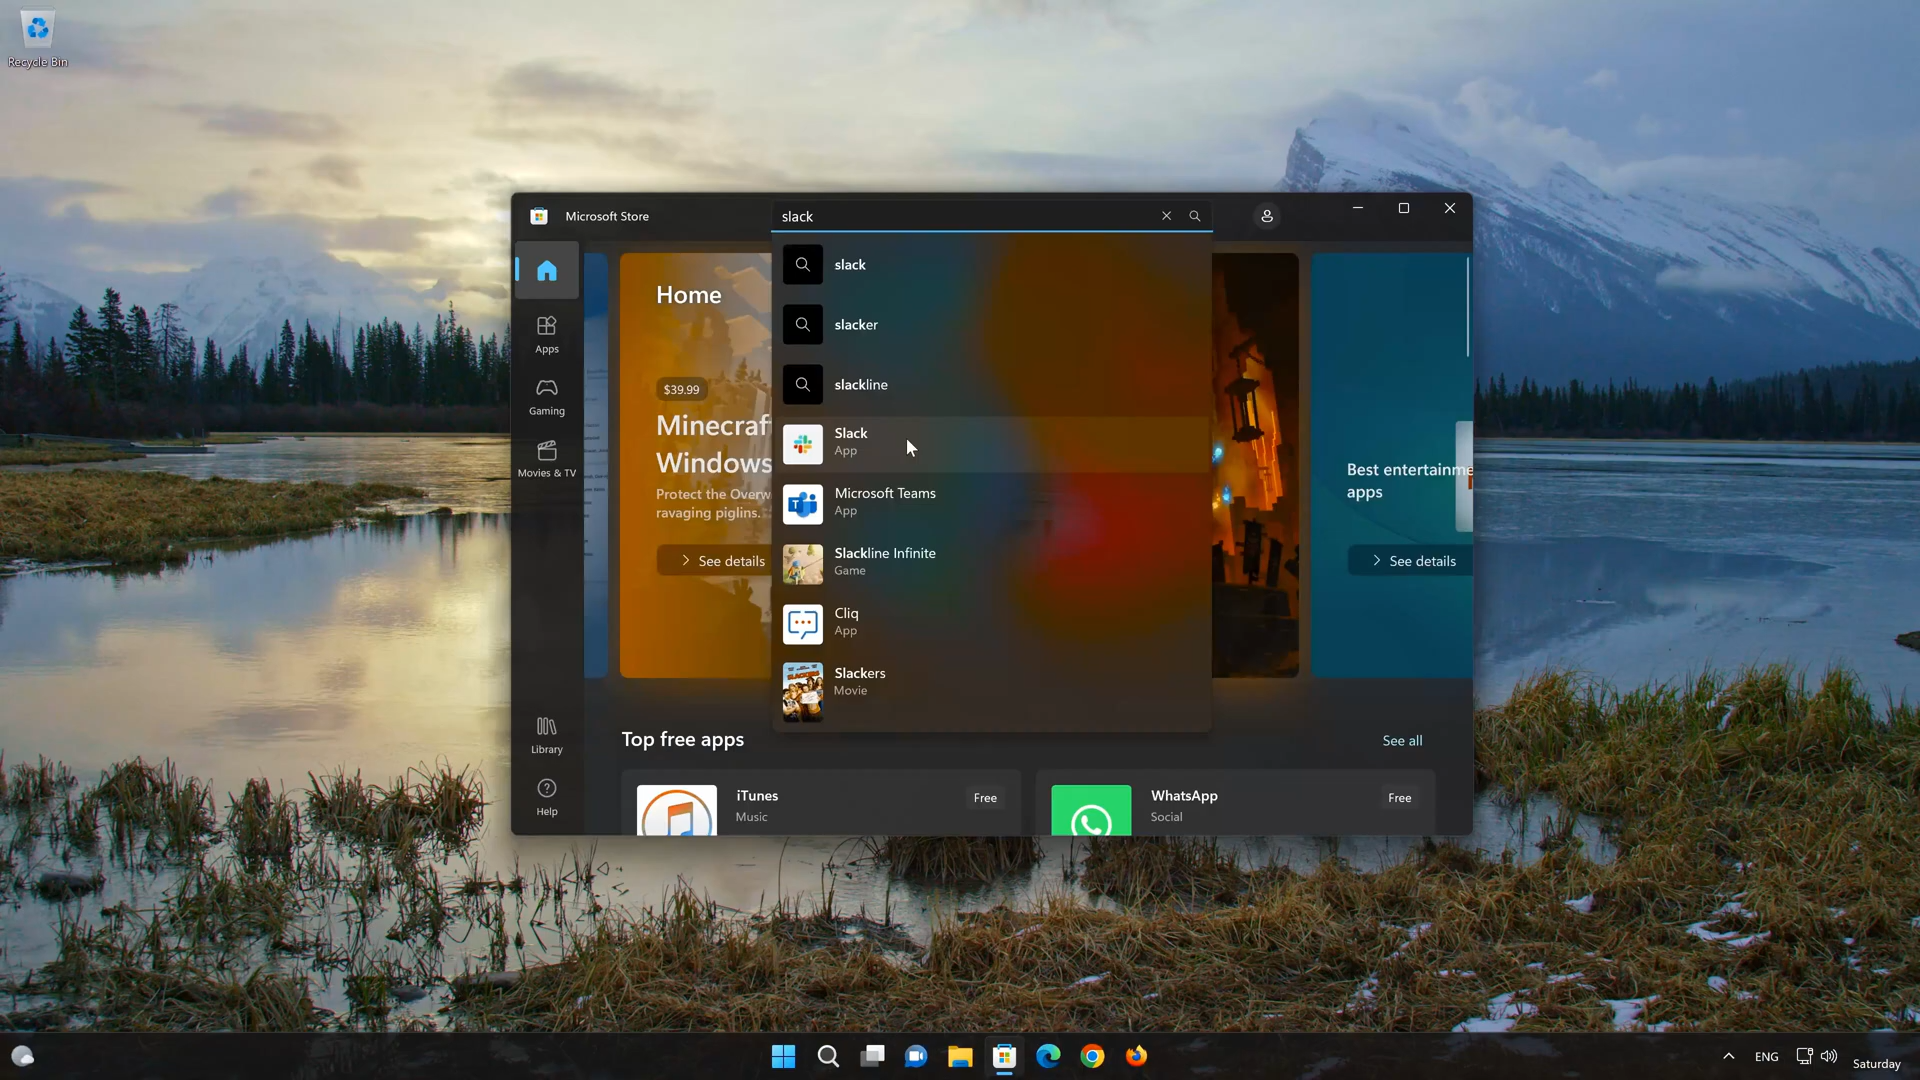 Recycle Bin
Microsoft Store
slack
Home
Apps
Gaming
Movies & TV
Library
Help
slack
slacker
slackline
Slack
App
Microsoft Teams
App
Slackline Infinite
Game
Cliq
App
Slackers
Movie
$39.99
Minecraf
Windows
Protect the Overw
ravaging piglins.
See details
Best entertainme
apps
See details
Top free apps
See all
iTunes
Music
Free
WhatsApp
Social
Free
ENG
Saturday